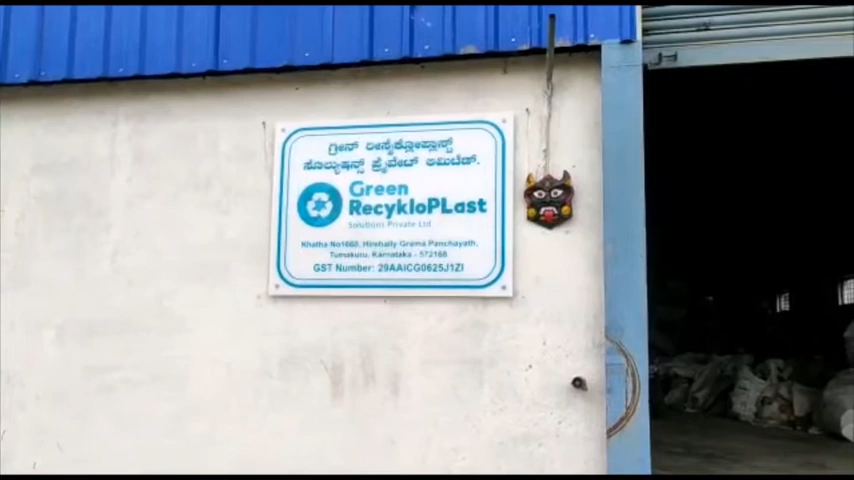 ಗ್ರೀನ್ ರೀಸೈಕ್ಲೋಪ್ಲಾಸ್ಟ್
ಸೊಲ್ಯುಷನ್ಸ್ ಪ್ರೈವೇಟ್ ಲಿಮಿಟೆಡ್.
Green
RecykloPLast
Solutions Private Ltd
Khatha No1660, Hirehally Grama Panchayath,
Tumakuru, Karnataka - 572168
GST Number : 29AAICG0625J1ZI